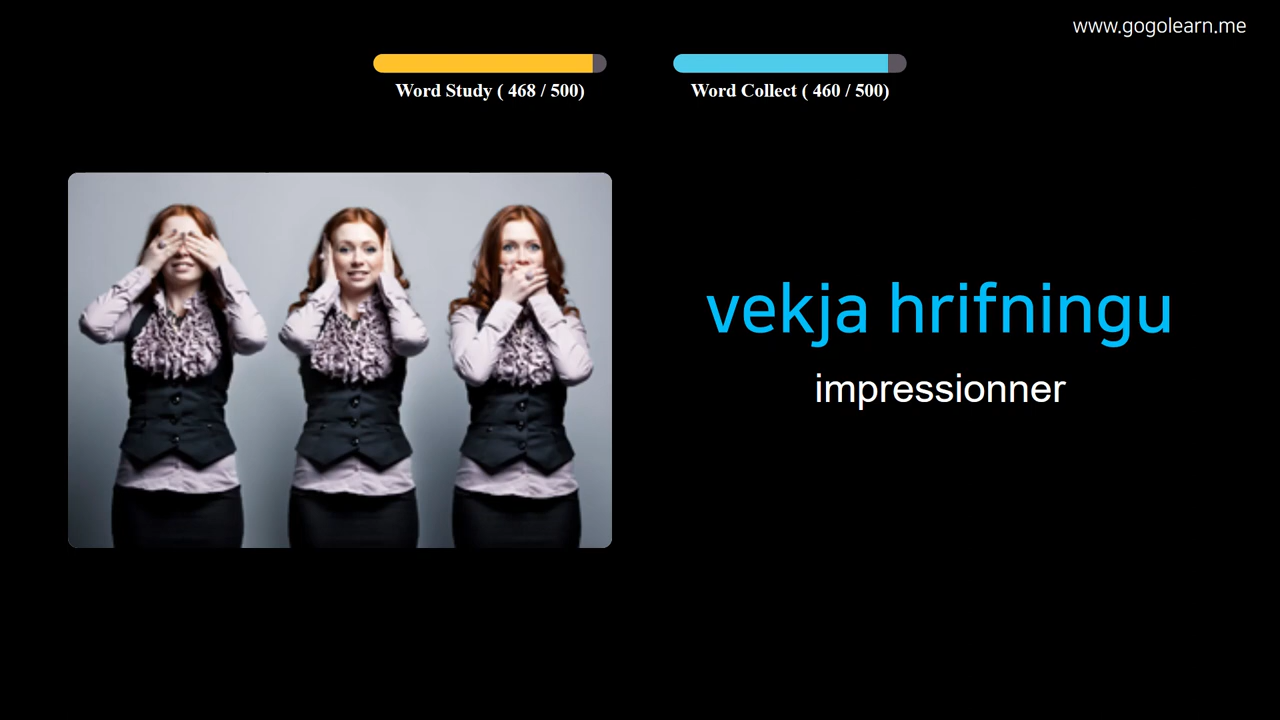 www.gogolearn.me
Word Study ( 468 / 500)
Word Collect ( 460 / 500)
vekja hrifningu
impressionner